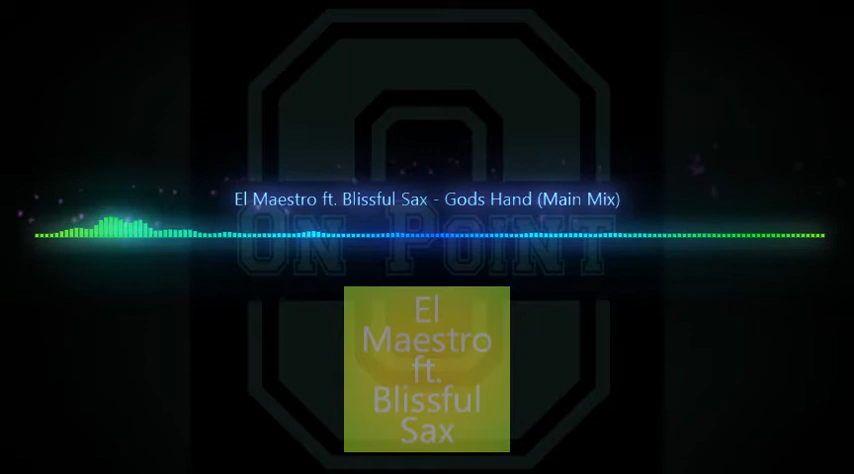 El Maestro ft. Blissful Sax - Gods Hand (Main Mix)
On Point
El
Maestro
ft.
Blissful
Sax